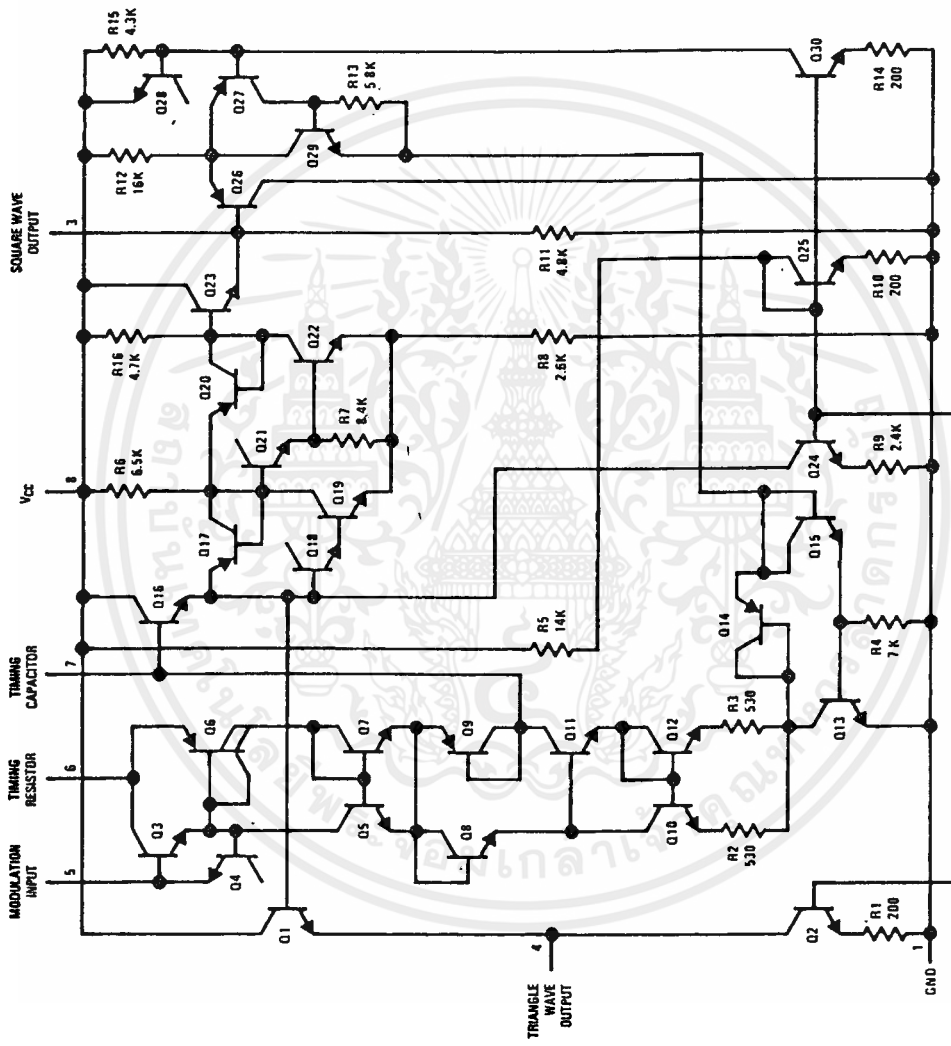 MODULATION
INPUT
5
TIMING
RESISTOR
6
TIMING
CAPACITOR
7
VCC
8
SQUARE WAVE
OUTPUT
3
R6
6.5K
R16
4.7K
R12
16K
R15
4.3K
Q28
Q3
Q6
Q4
Q16
Q17
Q20
Q23
Q26
Q27
Q21
Q18
Q19
R7
8.4K
Q22
Q29
R13
5.8K
Q1
Q5
Q7
Q8
Q9
Q11
R5
14K
R8
2.6K
R11
4.8K
Q10
Q12
R2
530
R3
530
Q14
Q15
Q13
R4
7K
Q24
R9
2.4K
Q25
R10
200
Q30
R14
200
TRIANGLE
WAVE
OUTPUT
4
Q2
R1
200
1
GND